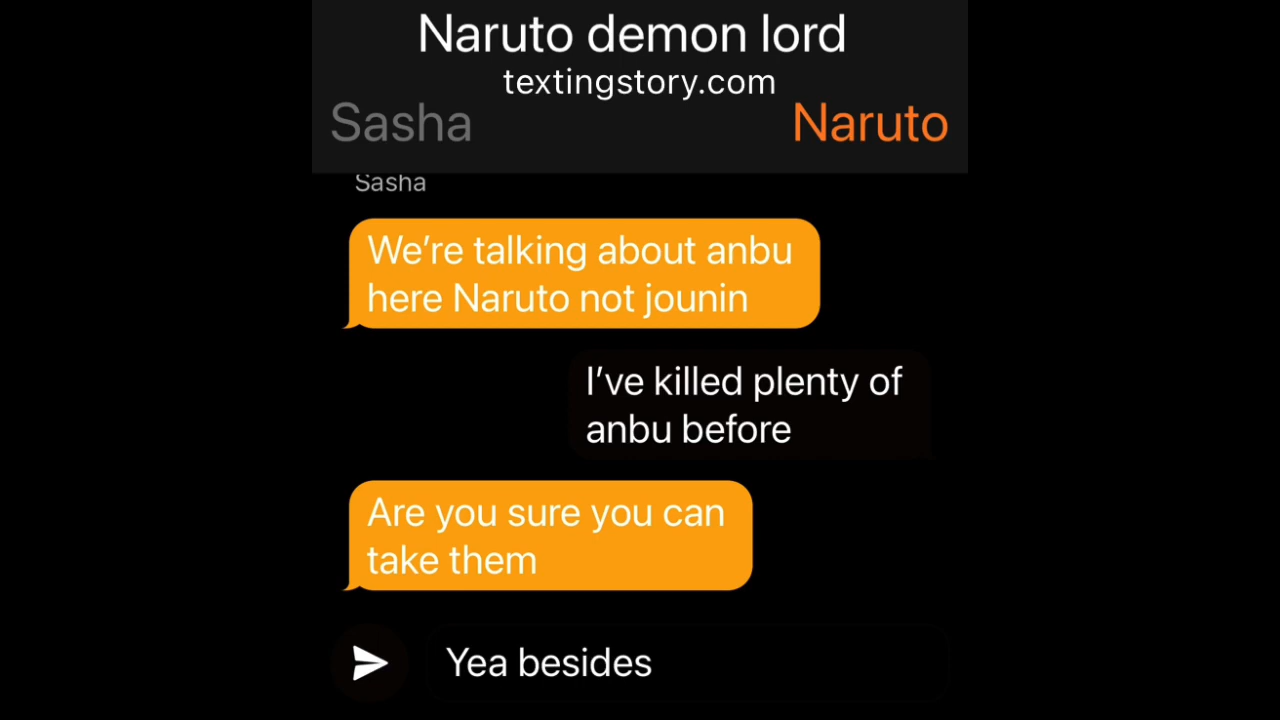 Naruto demon lord
textingstory.com
Sasha
Naruto
Sasha
We're talking about anbu
here Naruto not jounin
I've killed plenty of
anbu before
Are you sure you can
take them
Yea besides